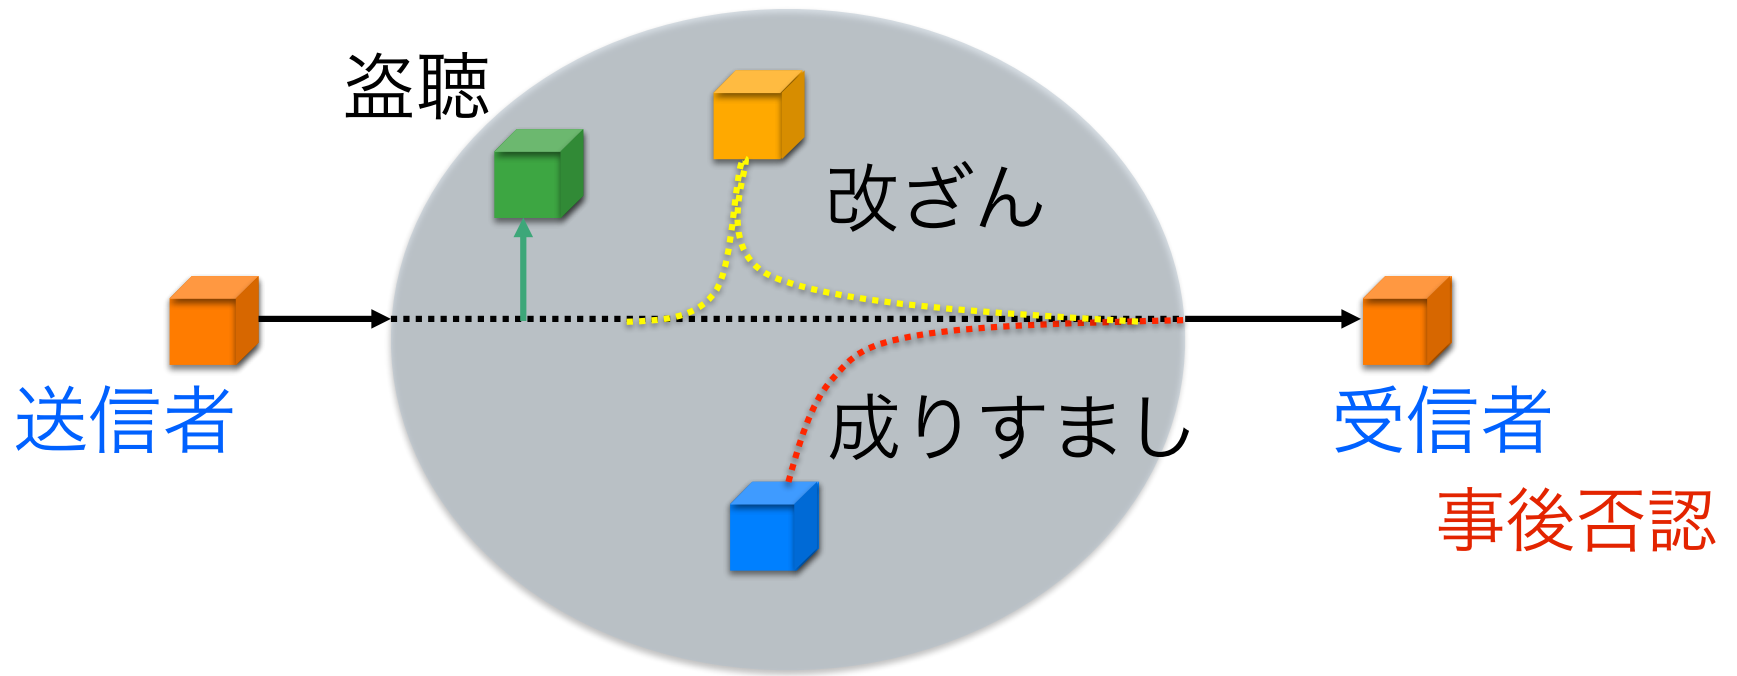 盗聴
改ざん
送信者
成りすまし
受信者
事後否認